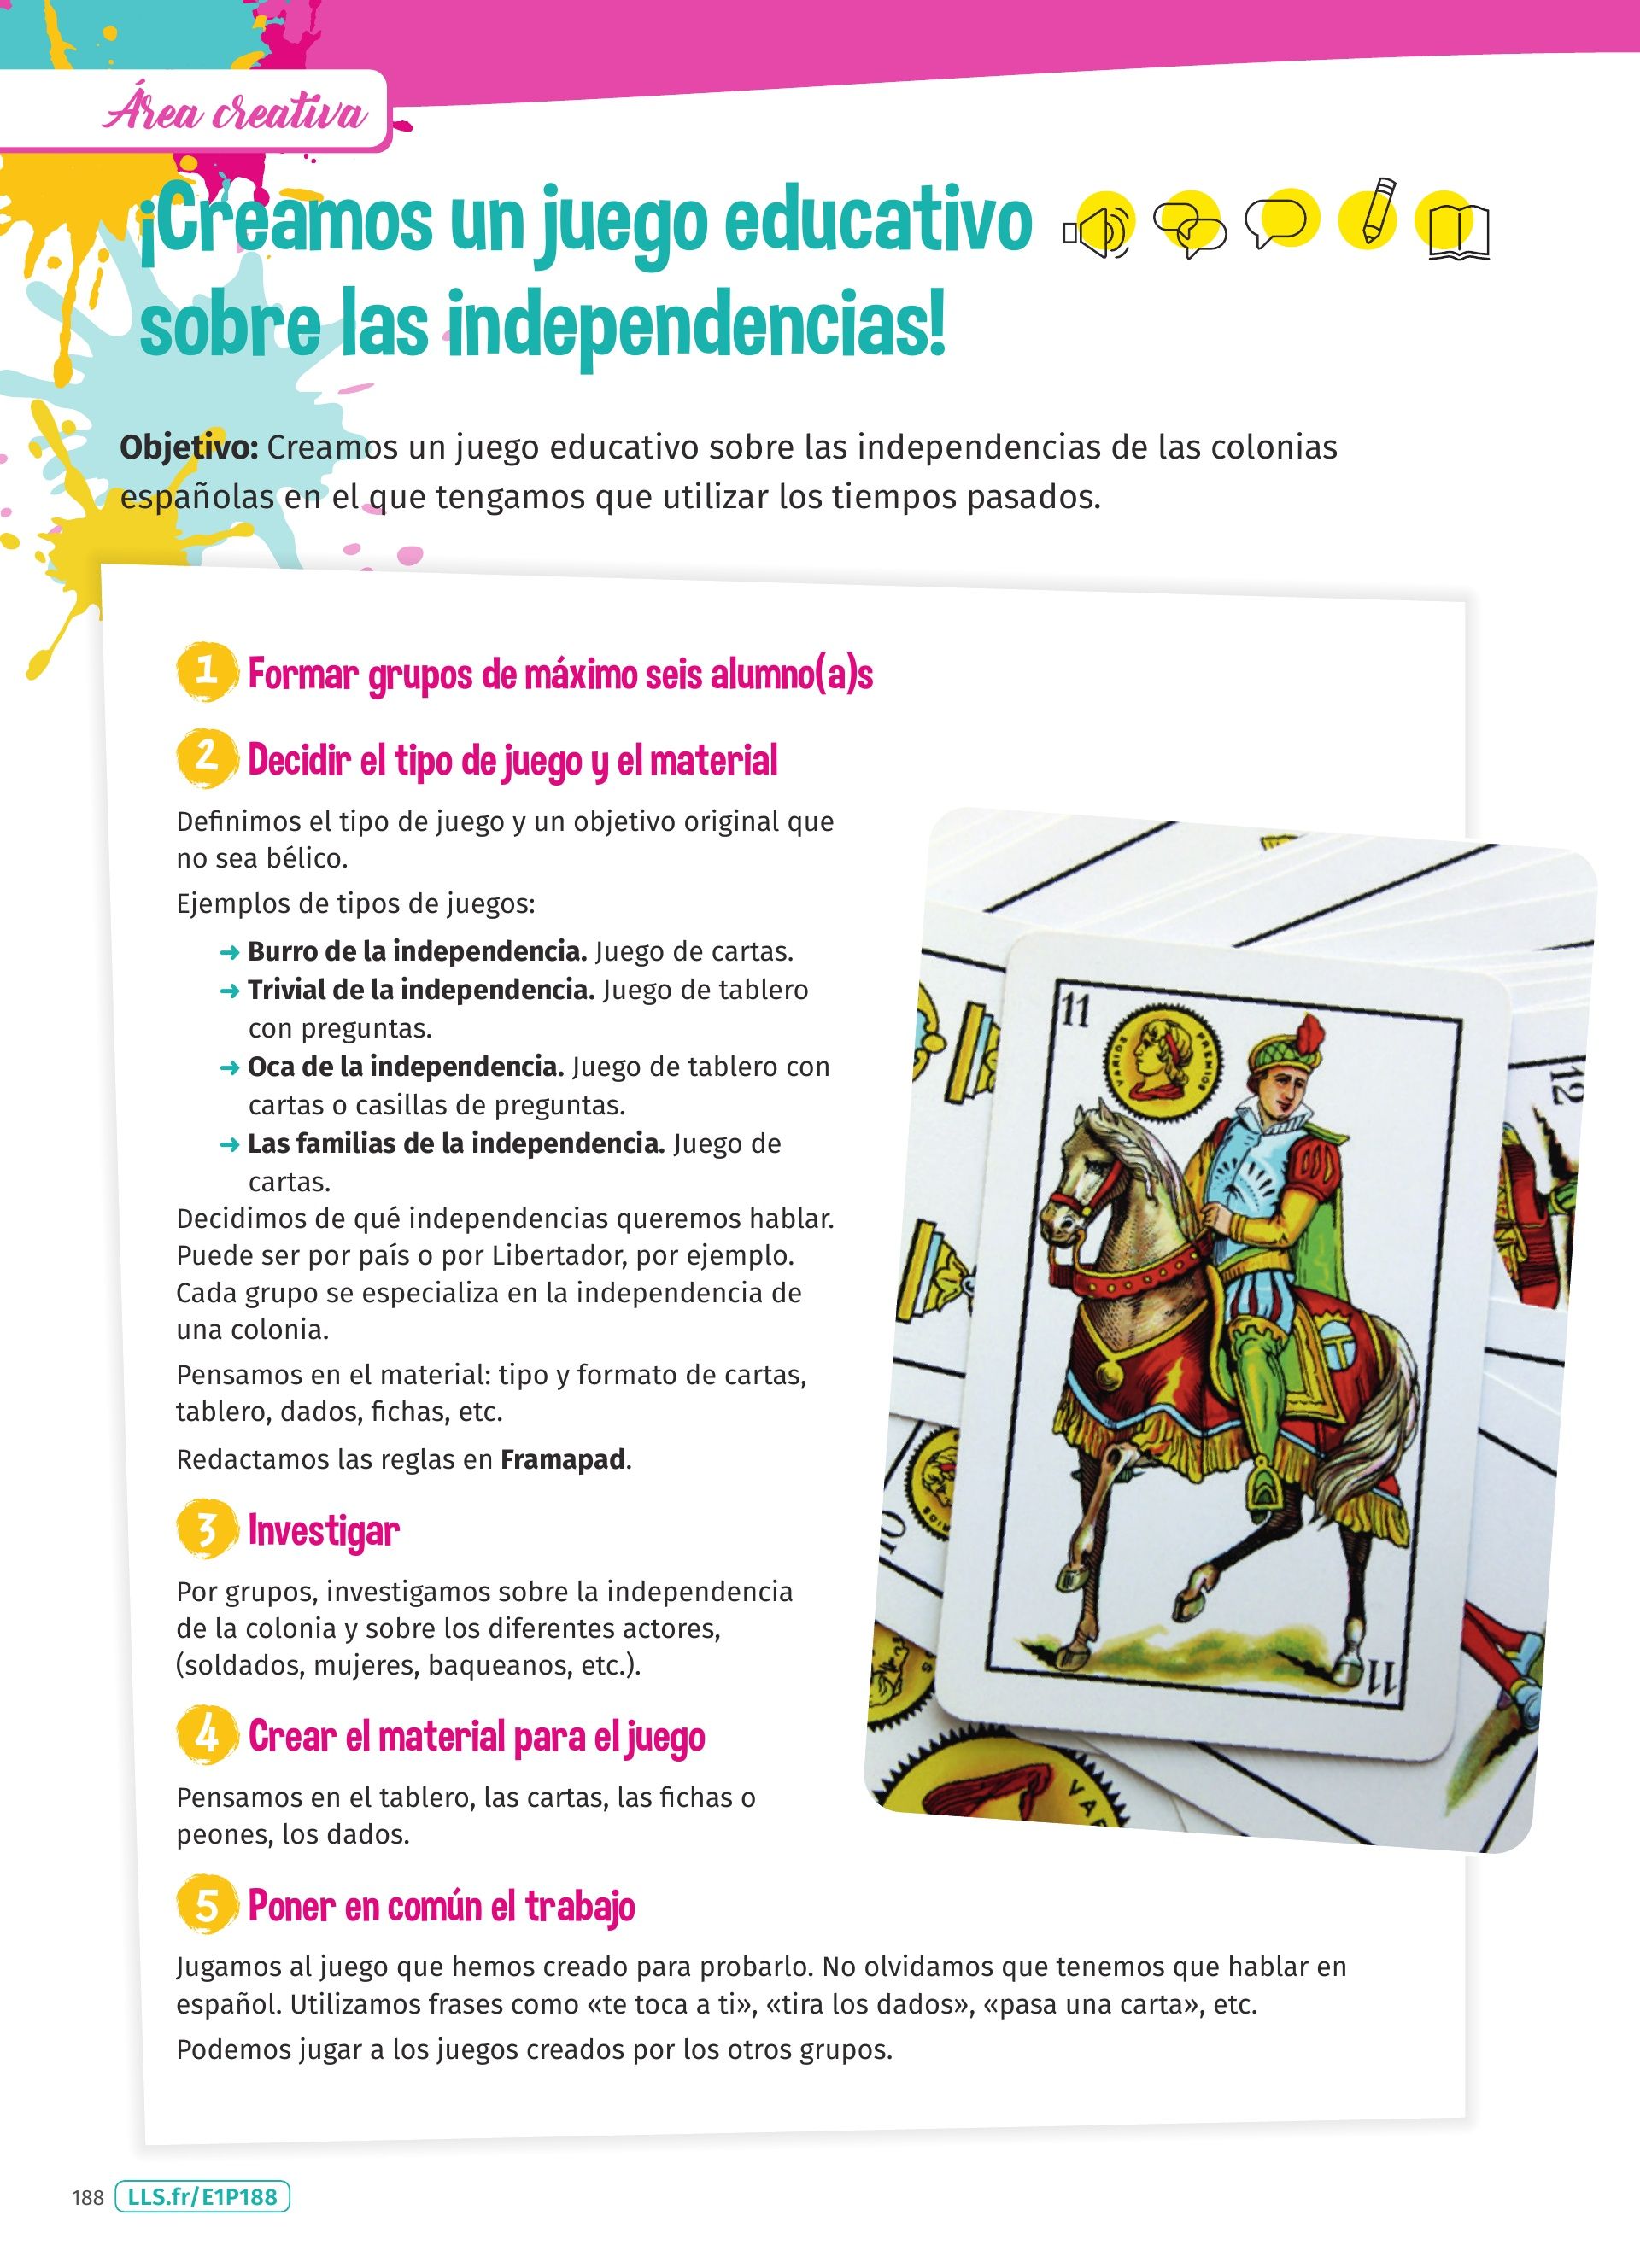 Área creativa
¡Creamos un juego educativo
sobre las independencias!
Objetivo: Creamos un juego educativo sobre las independencias de las colonias
españolas en el que tengamos que utilizar los tiempos pasados.
1 Formar grupos de máximo seis alumno(a)s
2 Decidir el tipo de juego y el material
Definimos el tipo de juego y un objetivo original que
no sea bélico.
Ejemplos de tipos de juegos:
➜ Burro de la independencia. Juego de cartas.
➜ Trivial de la independencia. Juego de tablero
con preguntas.
➜ Oca de la independencia. Juego de tablero con
cartas o casillas de preguntas.
➜ Las familias de la independencia. Juego de
cartas.
Decidimos de qué independencias queremos hablar.
Puede ser por país o por Libertador, por ejemplo.
Cada grupo se especializa en la independencia de
una colonia.
Pensamos en el material: tipo y formato de cartas,
tablero, dados, fichas, etc.
Redactamos las reglas en Framapad.
3 Investigar
Por grupos, investigamos sobre la independencia
de la colonia y sobre los diferentes actores,
(soldados, mujeres, baqueanos, etc.).
4 Crear el material para el juego
Pensamos en el tablero, las cartas, las fichas o
peones, los dados.
5 Poner en común el trabajo
Jugamos al juego que hemos creado para probarlo. No olvidamos que tenemos que hablar en
español. Utilizamos frases como «te toca a ti», «tira los dados», «pasa una carta», etc.
Podemos jugar a los juegos creados por los otros grupos.
11
VARIOS PREMIOS
12
10
11
VAR
188 LLS.fr/E1P188